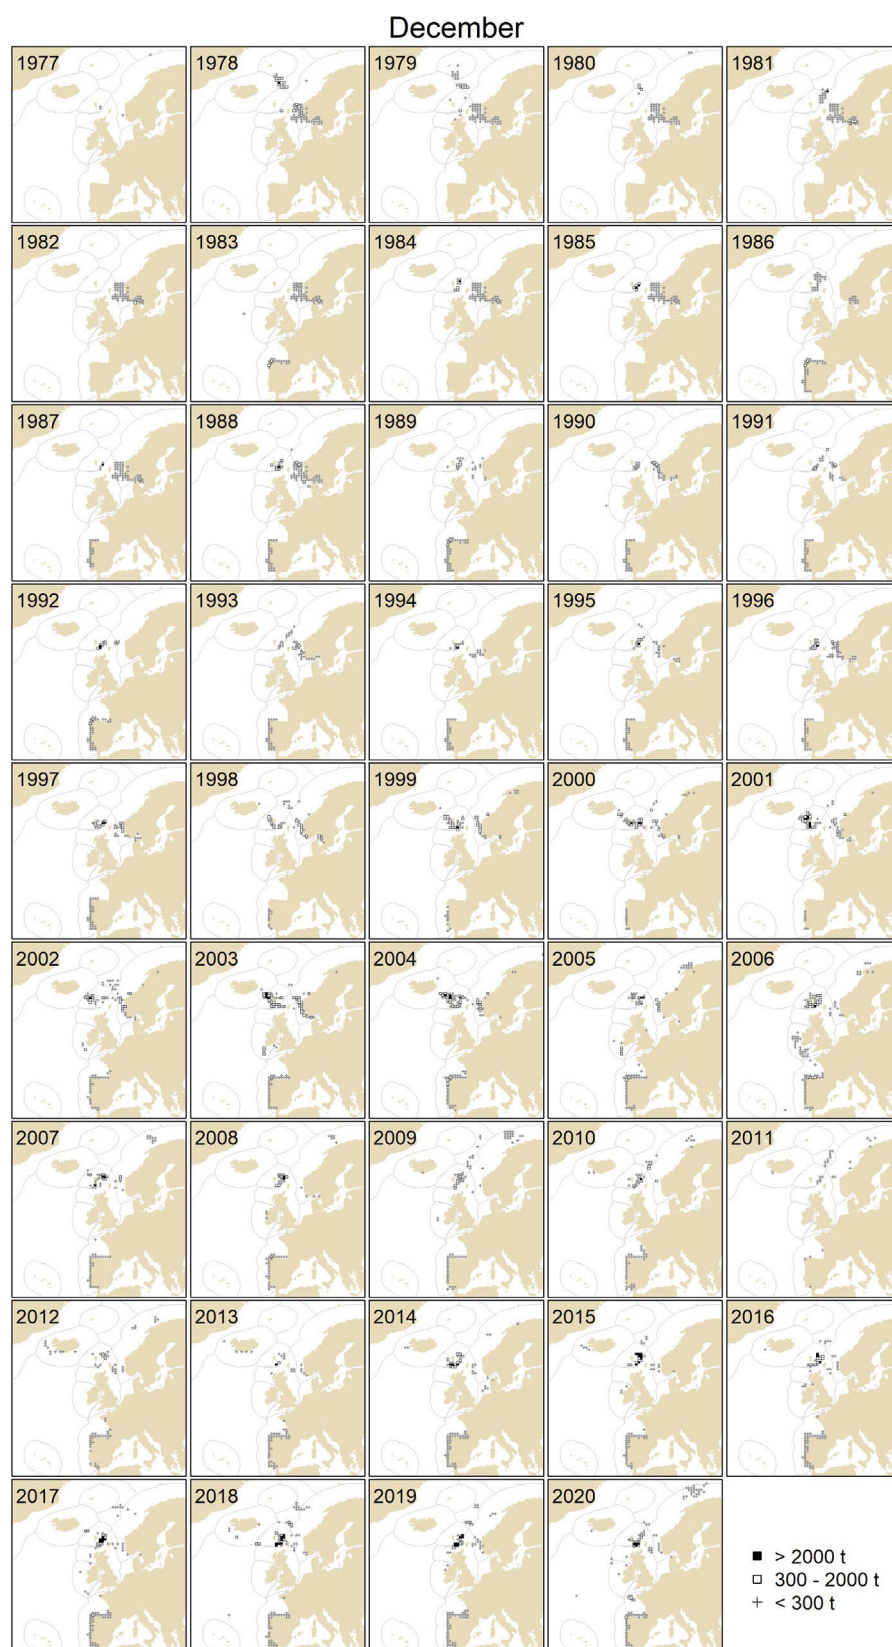 December
1977 1978 1979 1980 1981
1982 1983 1984 1985 1986
1987 1988 1989 1990 1991
1992 1993 1994 1995 1996
1997 1998 1999 2000 2001
2002 2003 2004 2005 2006
2007 2008 2009 2010 2011
2012 2013 2014 2015 2016
2017 2018 2019 2020
> 2000 t
300 - 2000 t
< 300 t